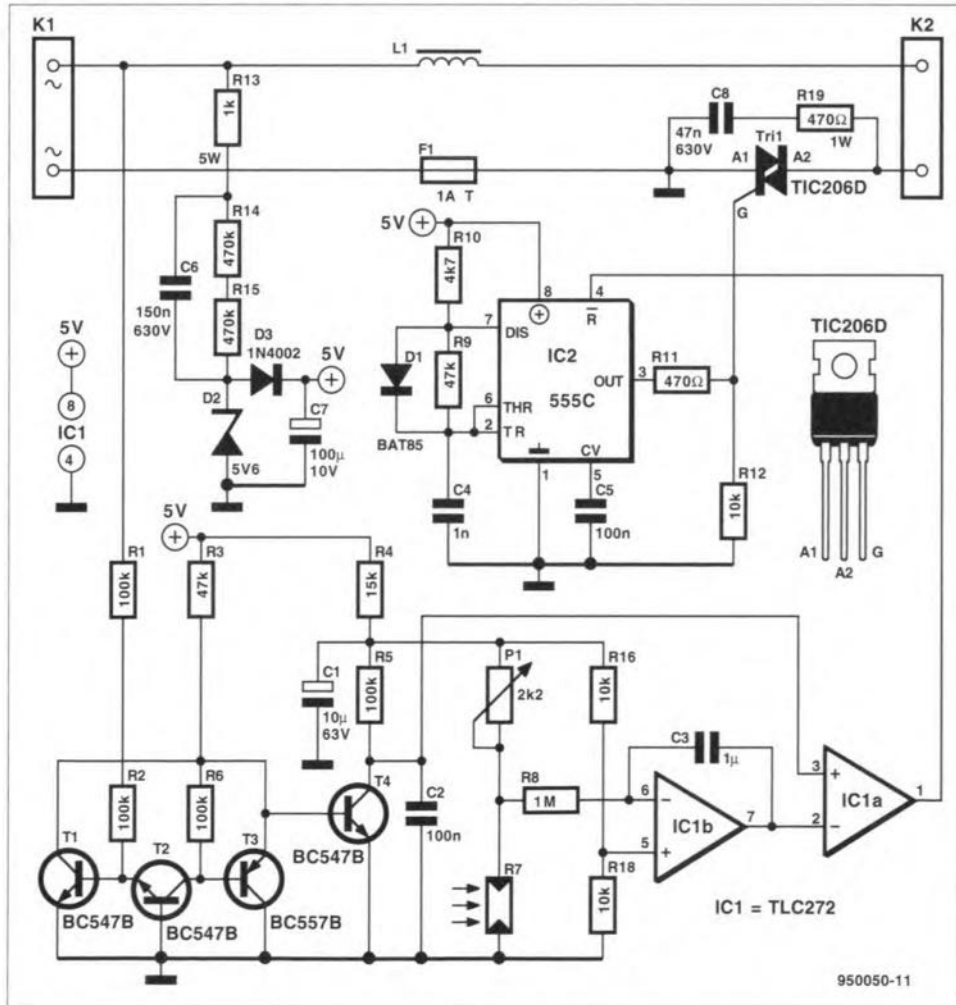 K1
K2
L1
R13
1k
5W
C8
47n
630V
R19
470Ω
1W
Tri1
A1
A2
TIC206D
G
F1
1A T
~
~
R14
470k
C6
150n
630V
R15
470k
D3
1N4002
5V
C7
100µ
10V
D2
5V6
5V
8
IC1
4
5V
R10
4k7
8
4
R
7
DIS
D1
R9
47k
BAT85
IC2
555C
6
THR
2
TR
OUT
3
R11
470Ω
CV
1
5
C4
1n
C5
100n
R12
10k
TIC206D
A1
A2
G
5V
R1
100k
R3
47k
R4
15k
C1
10µ
63V
R5
100k
P1
2k2
R16
10k
R2
100k
R6
100k
T4
BC547B
C2
100n
R8
1M
C3
1µ
6
−
IC1b
7
5
+
3
+
IC1a
1
2
−
T1
BC547B
T2
BC547B
T3
BC557B
R7
R18
10k
IC1 = TLC272
950050-11